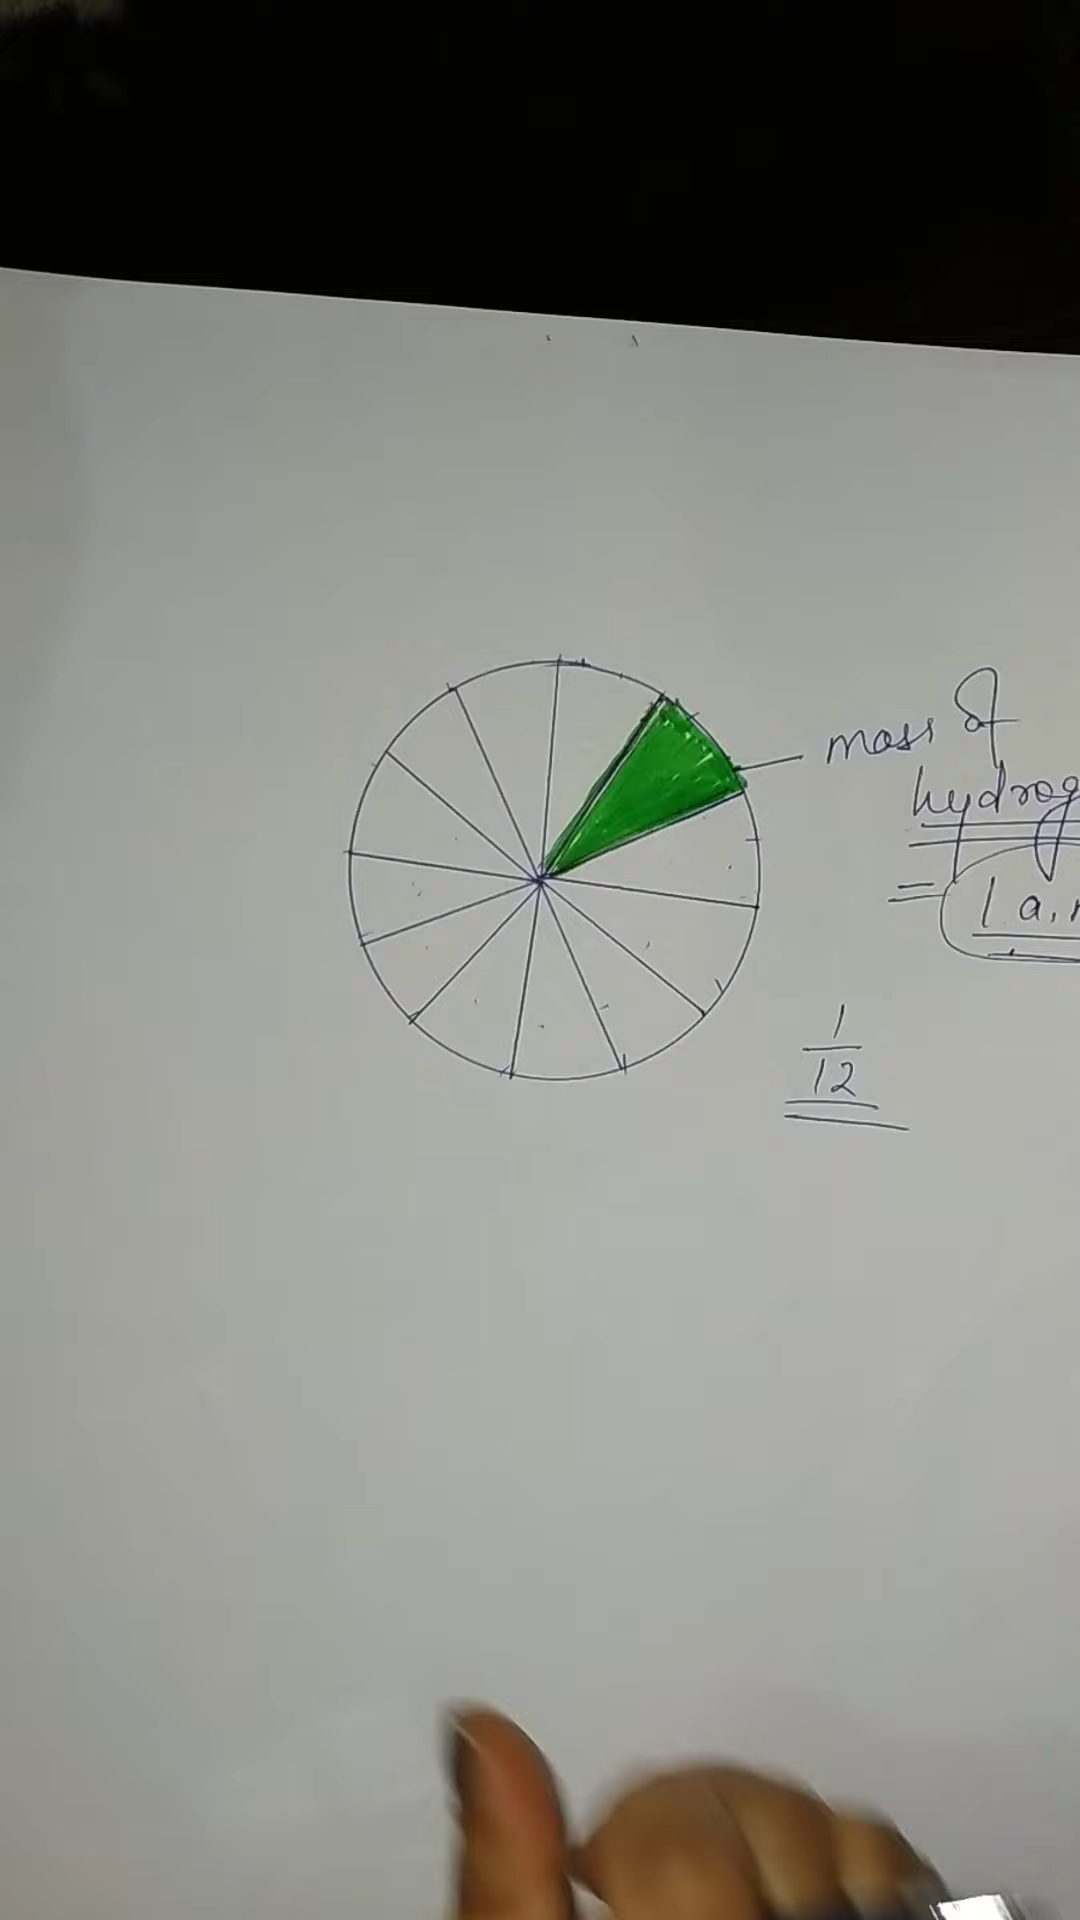 mass of
hydrog
= 1 a.
1
12